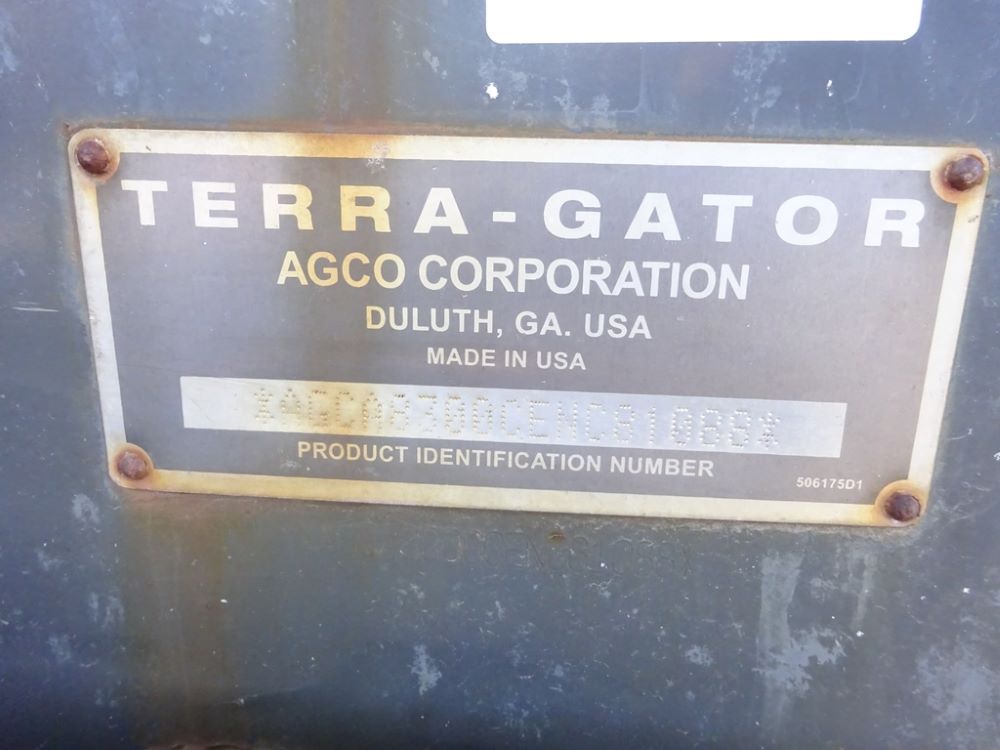 TERRA-GATOR
AGCO CORPORATION
DULUTH, GA. USA
MADE IN USA
*AGCA8300CENC81088*
PRODUCT IDENTIFICATION NUMBER
506175D1